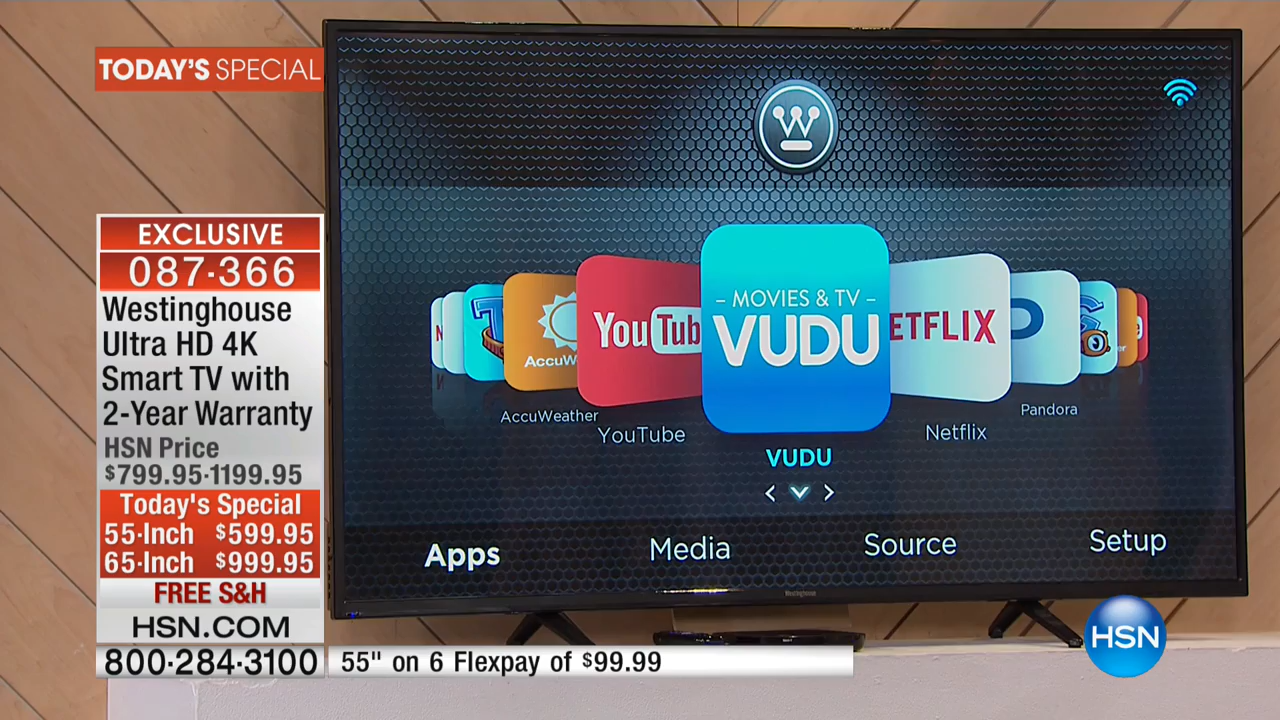 TODAY'S SPECIAL
EXCLUSIVE
087·366
Westinghouse
Ultra HD 4K
Smart TV with
2-Year Warranty
HSN Price
$799.95-1199.95
Today's Special
55-Inch $599.95
65-Inch $999.95
FREE S&H
HSN.COM
800·284·3100
55" on 6 Flexpay of $99.99
HSN
AccuW
YouTub
– MOVIES & TV –
VUDU
ETFLIX
AccuWeather
YouTube
VUDU
Netflix
Pandora
Apps
Media
Source
Setup
Westinghouse